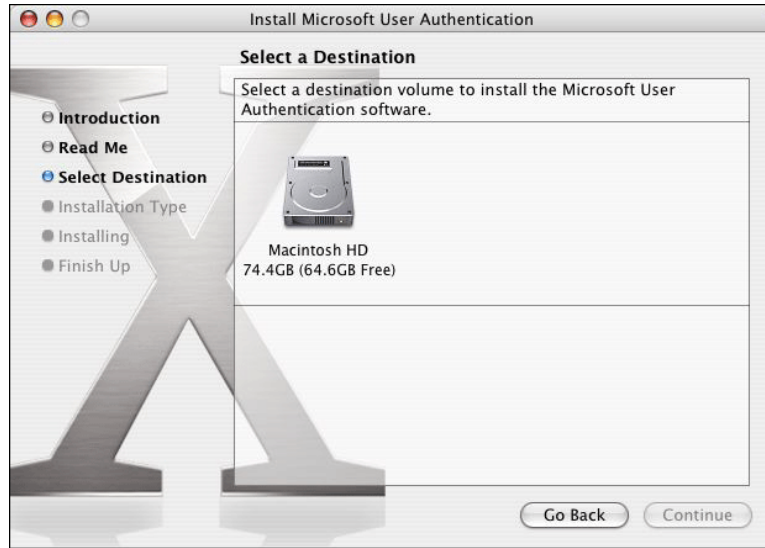 Install Microsoft User Authentication
Select a Destination
Select a destination volume to install the Microsoft User
Authentication software.
Introduction
Read Me
Select Destination
Installation Type
Installing
Finish Up
Macintosh HD
74.4GB (64.6GB Free)
Go Back
Continue